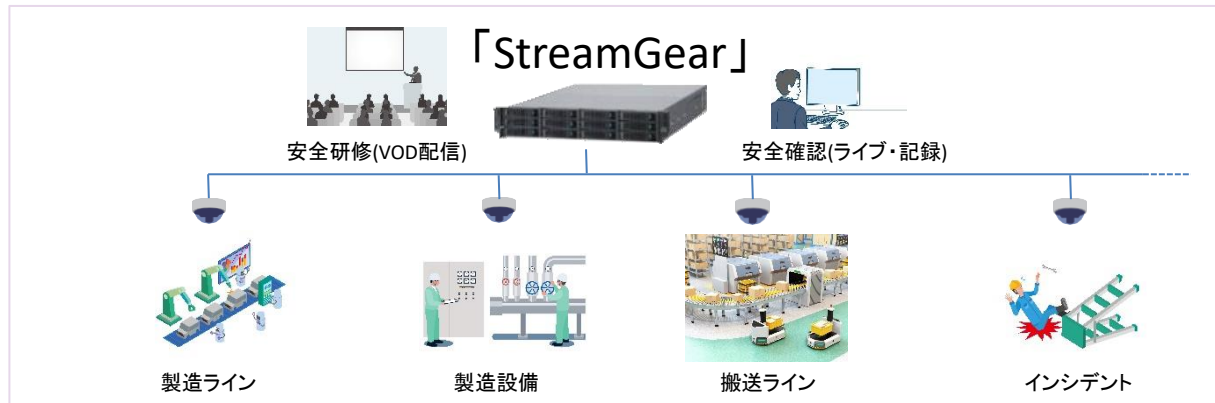 「StreamGear」
安全研修(VOD配信)
安全確認(ライブ・記録)
製造ライン
製造設備
搬送ライン
インシデント